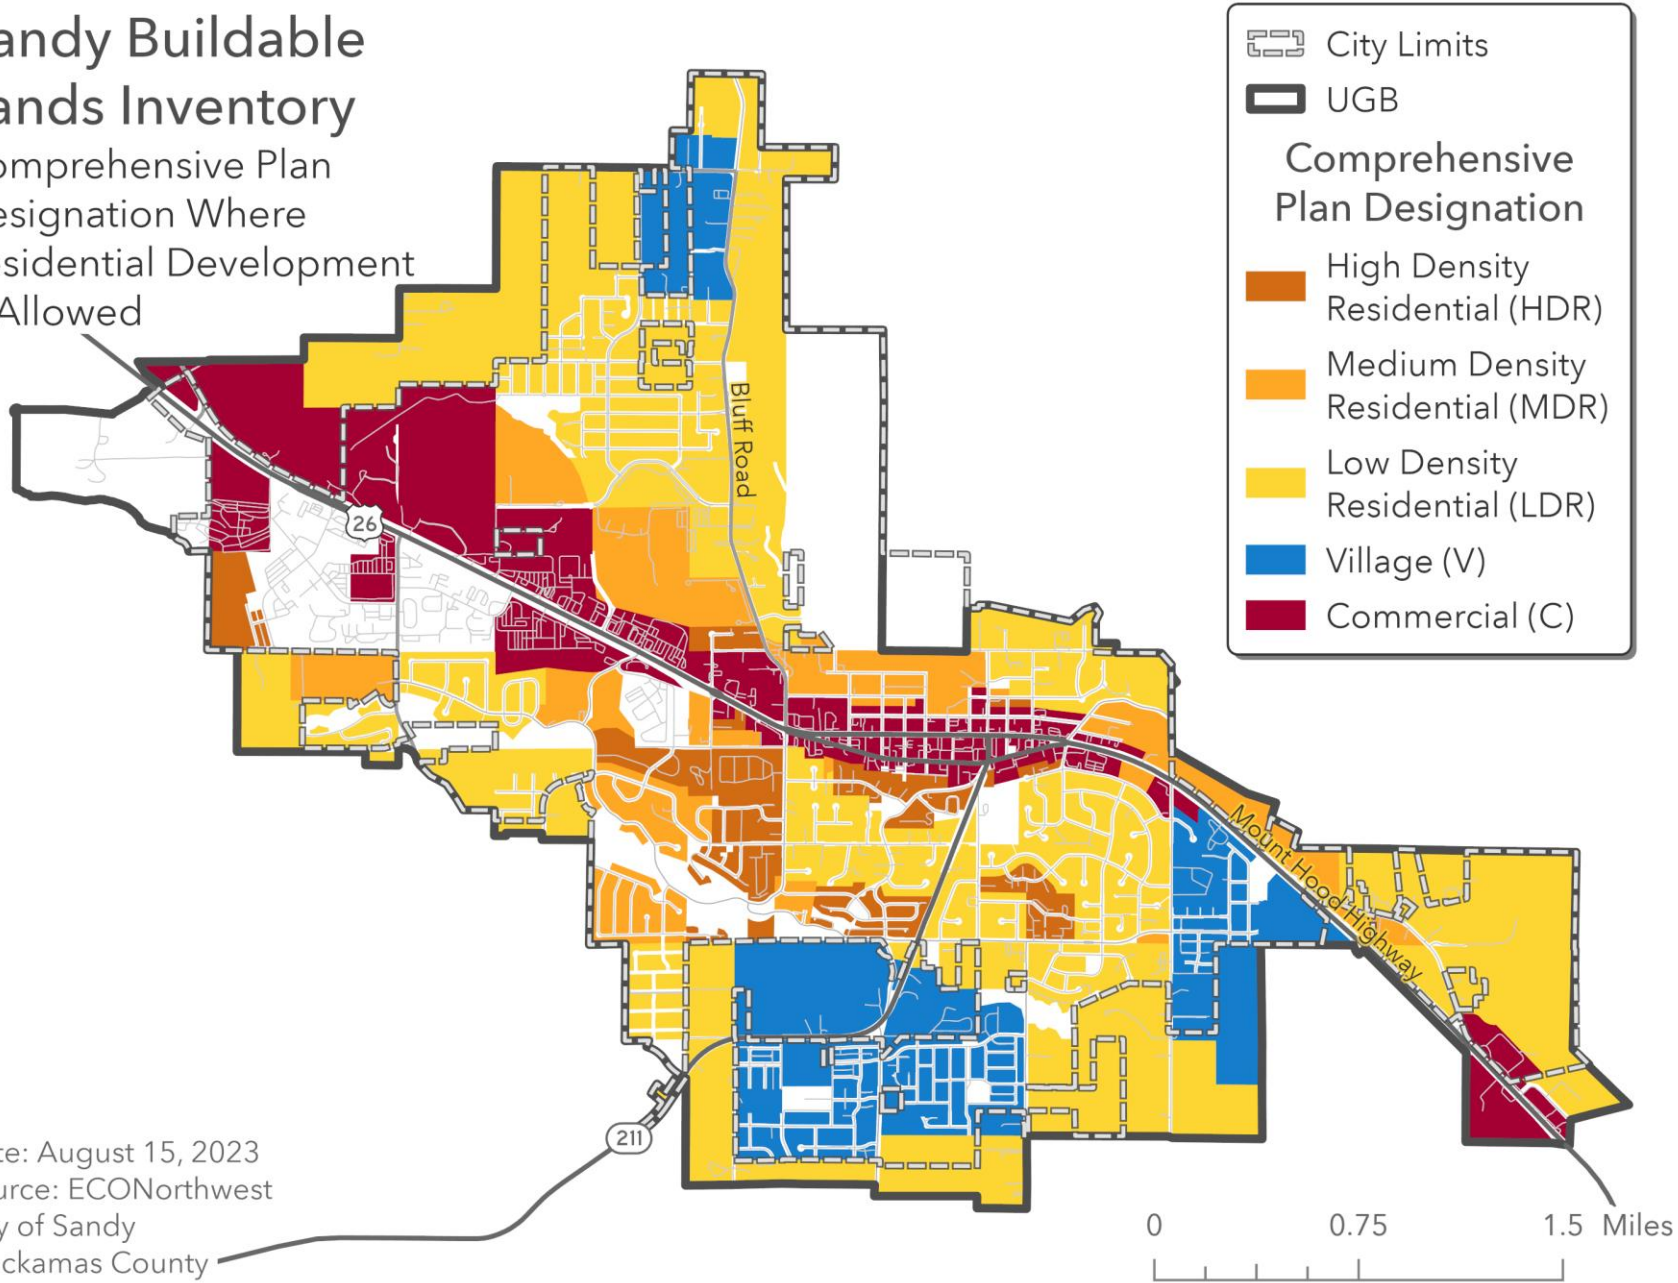 andy Buildable
ands Inventory
omprehensive Plan
esignation Where
sidential Development
Allowed
City Limits
UGB
Comprehensive
Plan Designation
High Density
Residential (HDR)
Medium Density
Residential (MDR)
Low Density
Residential (LDR)
Village (V)
Commercial (C)
Bluff Road
26
Mount Hood Highway
211
te: August 15, 2023
urce: ECONorthwest
y of Sandy
ckamas County
0 0.75 1.5 Miles